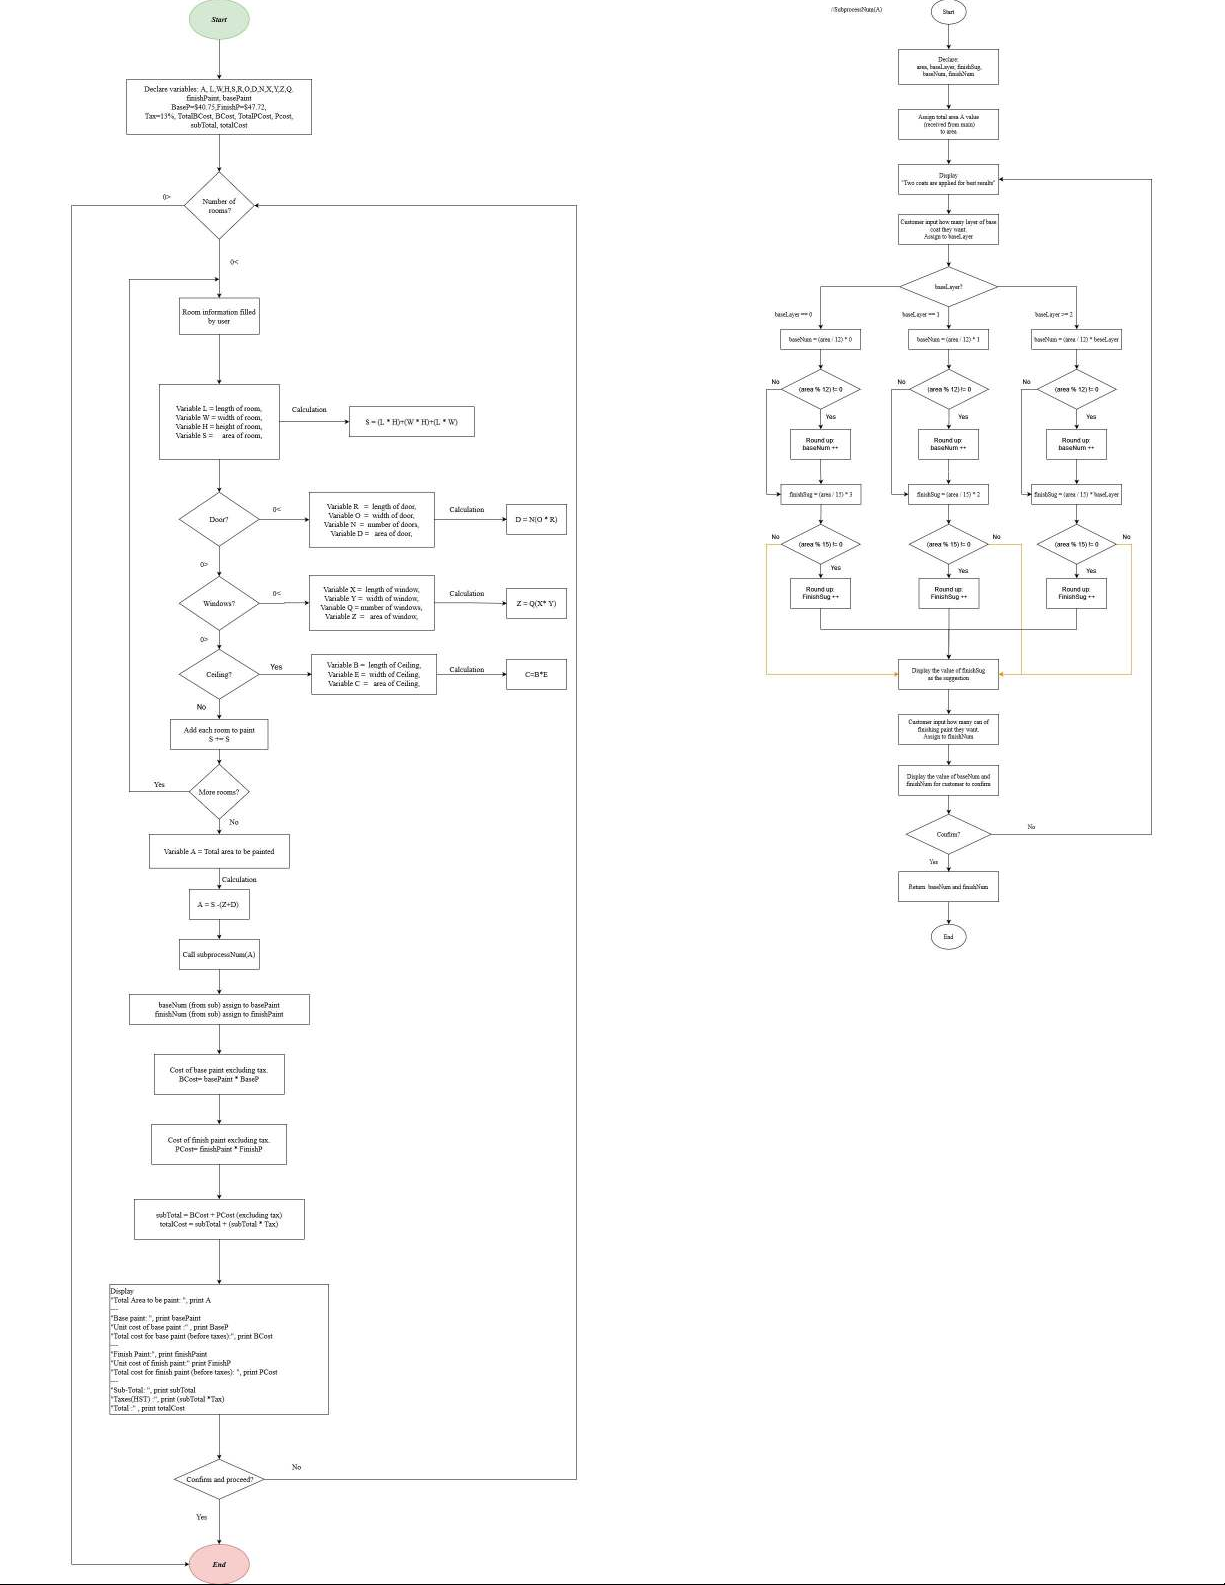 Start
Declare variables; A, L,W,H,S,R,O,D,N,X,Y,Z,Q,
finishPaint, basePaint
BaseP=$40.75,FinishP=$47.72,
Tax=13%, TotalBCost, BCost, TotalPCost, Pcost,
subTotal, totalCost
Number of
rooms?
0>
0<
Room information filled
by user
Variable L = length of room,
Variable W = width of room,
Variable H = height of room,
Variable S = area of room,
Calculation
S = (L * H)+(W * H)+(L * W)
Door?
0<
Variable R = length of door,
Variable O = width of door,
Variable N = number of doors,
Variable D = area of door,
Calculation
D = N(O * R)
0>
Windows?
0<
Variable X = length of window,
Variable Y = width of window,
Variable Q = number of windows,
Variable Z = area of window,
Calculation
Z = Q(X* Y)
0>
Ceiling?
Yes
Variable B = length of Ceiling,
Variable E = width of Ceiling,
Variable C = area of Ceiling,
Calculation
C=B*E
No
Add each room to paint
S += S
More rooms?
Yes
No
Variable A = Total area to be painted
Calculation
A = S -(Z+D)
Call subprocessNum(A)
baseNum (from sub) assign to basePaint
finishNum (from sub) assign to finishPaint
Cost of base paint excluding tax.
BCost= basePaint * BaseP
Cost of finish paint excluding tax.
PCost= finishPaint * FinishP
subTotal = BCost + PCost (excluding tax)
totalCost = subTotal + (subTotal * Tax)
Display
"Total Area to be paint: ", print A
---
"Base paint: ", print basePaint
"Unit cost of base paint :" , print BaseP
"Total cost for base paint (before taxes):", print BCost
---
"Finish Paint:", print finishPaint
"Unit cost of finish paint:" print FinishP
"Total cost for finish paint (before taxes): ", print PCost
---
"Sub-Total: ", print subTotal
"Taxes(HST) :", print (subTotal *Tax)
"Total :" , print totalCost
Confirm and proceed?
No
Yes
End
//SubprocessNum(A)
Start
Declare:
area, baseLayer, finishSug,
baseNum, finishNum
Assign total area A value
(received from main)
to area
Display
"Two coats are applied for best results"
Customer input how many layer of base
coat they want.
Assign to baseLayer
baseLayer?
baseLayer == 0
baseLayer == 1
baseLayer >= 2
baseNum = (area / 12) * 0
baseNum = (area / 12) * 1
baseNum = (area / 12) * baseLayer
No
(area % 12) != 0
No
(area % 12) != 0
No
(area % 12) != 0
Yes
Yes
Yes
Round up:
baseNum ++
Round up:
baseNum ++
Round up:
baseNum ++
finishSug = (area / 15) * 3
finishSug = (area / 15) * 2
finishSug = (area / 15) * baseLayer
No
(area % 15) != 0
(area % 15) != 0
No
(area % 15) != 0
No
Yes
Yes
Yes
Round up:
FinishSug ++
Round up:
FinishSug ++
Round up:
FinishSug ++
Display the value of finishSug
as the suggestion
Customer input how many can of
finishing paint they want.
Assign to finishNum
Display the value of baseNum and
finishNum for customer to confirm
Confirm?
No
Yes
Return baseNum and finishNum
End